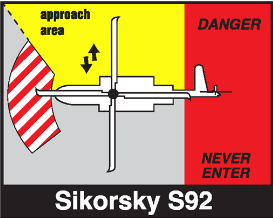 approach
area
DANGER
NEVER
ENTER
Sikorsky S92